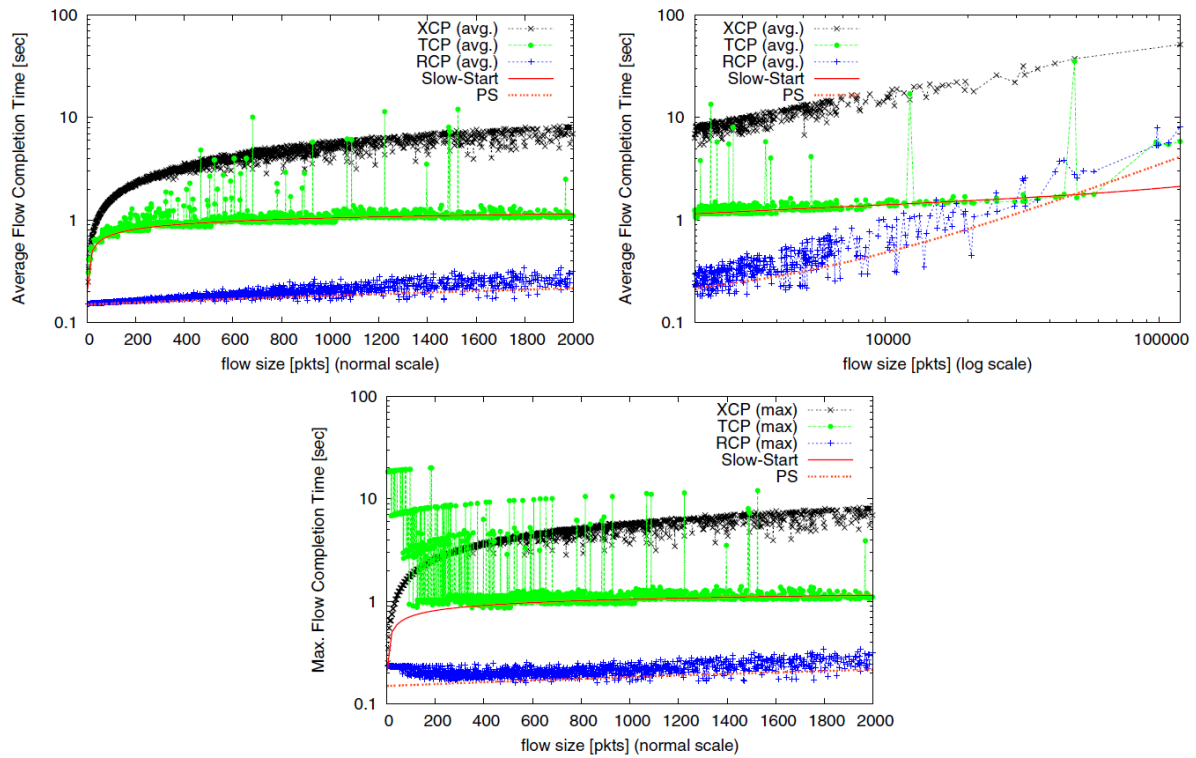 Average Flow Completion Time [sec]
100
10
1
0.1
XCP (avg.)
TCP (avg.)
RCP (avg.)
Slow-Start
PS
0 200 400 600 800 1000 1200 1400 1600 1800 2000
flow size [pkts] (normal scale)
Average Flow Completion Time [sec]
100
10
1
0.1
XCP (avg.)
TCP (avg.)
RCP (avg.)
Slow-Start
PS
10000 100000
flow size [pkts] (log scale)
Max. Flow Completion Time [sec]
100
10
1
0.1
XCP (max)
TCP (max)
RCP (max)
Slow-Start
PS
0 200 400 600 800 1000 1200 1400 1600 1800 2000
flow size [pkts] (normal scale)